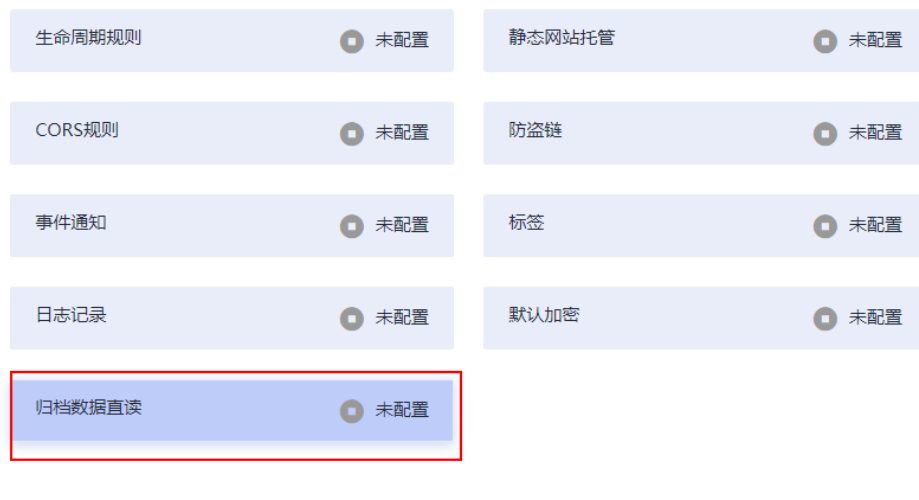 生命周期规则 未配置 静态网站托管 未配置
CORS规则 未配置 防盗链 未配置
事件通知 未配置 标签 未配置
日志记录 未配置 默认加密 未配置
归档数据直读 未配置